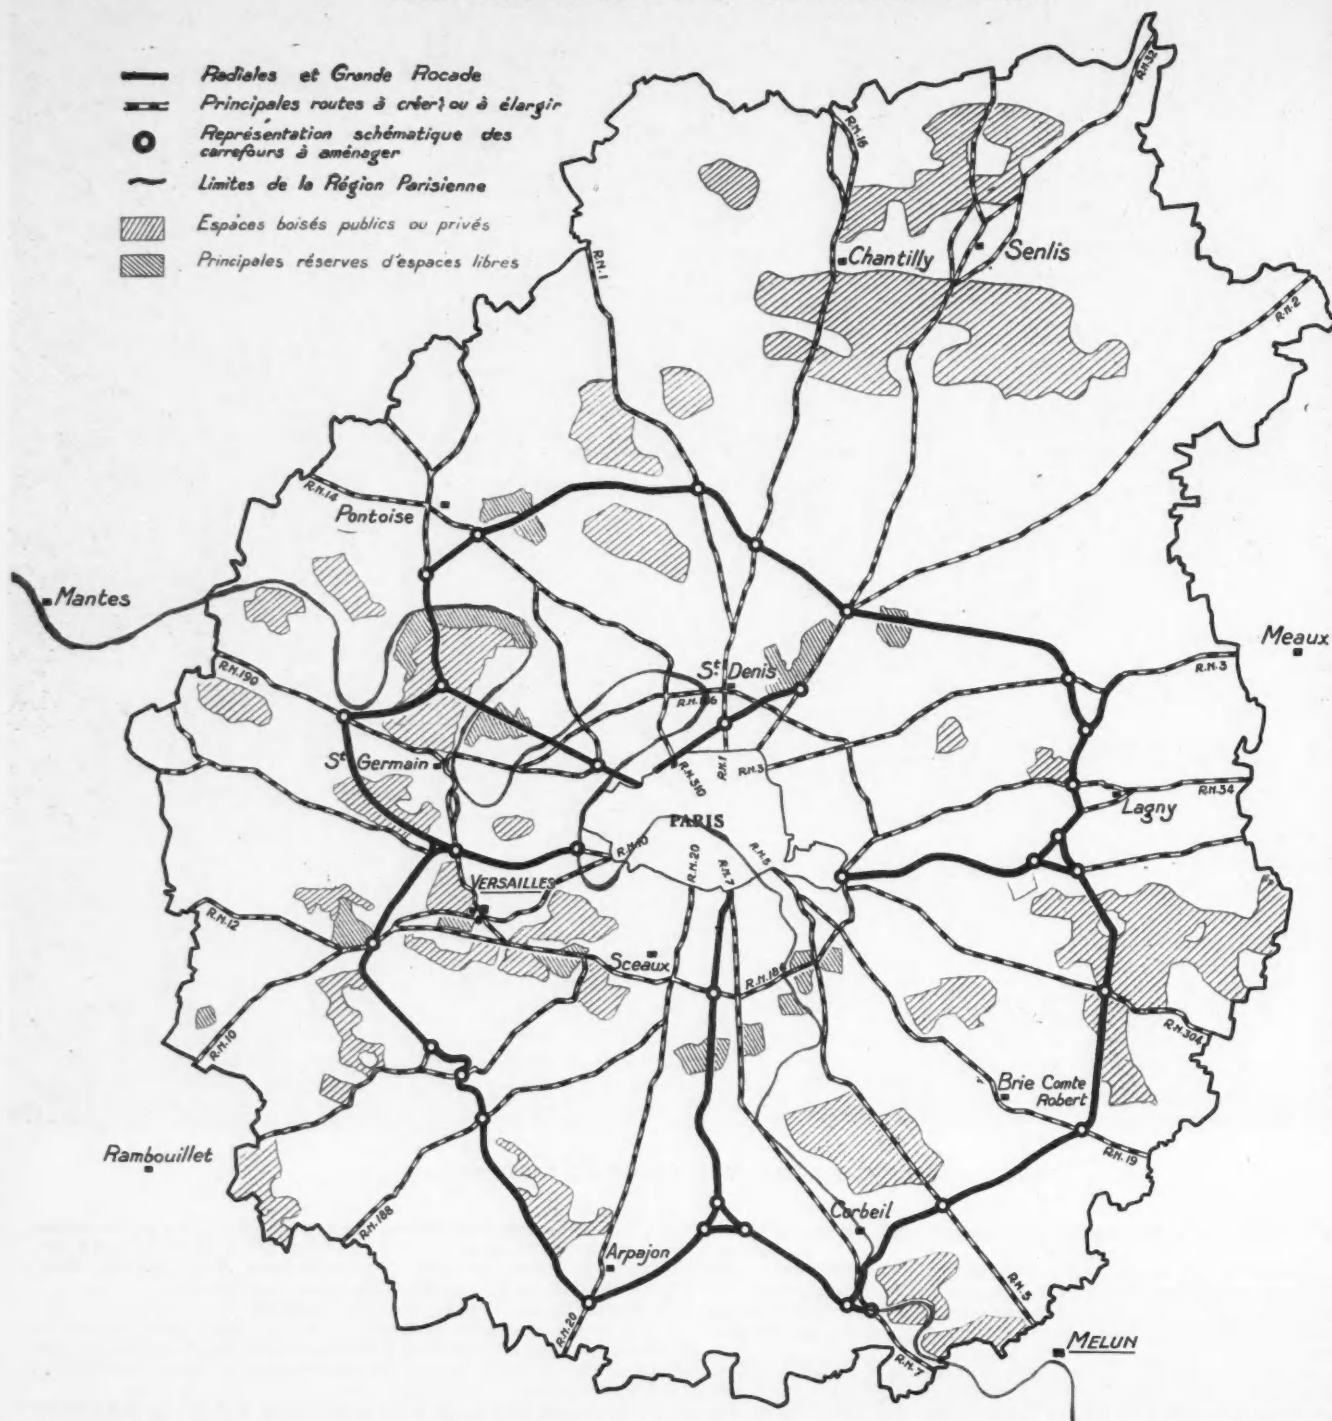 Radiales et Grande Rocade
Principales routes à créer ou à élargir
Représentation schématique des
carrefours à aménager
Limites de la Région Parisienne
Espaces boisés publics ou privés
Principales réserves d'espaces libres
R.N.32
R.N.16
R.N.1
Chantilly
Senlis
R.N.2
R.N.14
Pontoise
Mantes
Meaux
R.N.3
R.N.190
St Denis
St Germain
R.N.310
R.N.1
R.N.3
R.N.34
Lagny
PARIS
R.N.10
R.N.20
R.N.7
R.N.5
VERSAILLES
R.N.12
Sceaux
R.N.186
R.N.10
R.N.304
Brie Comte
Robert
R.N.19
Rambouillet
R.N.188
Corbeil
Arpajon
R.N.5
R.N.20
R.N.7
MELUN